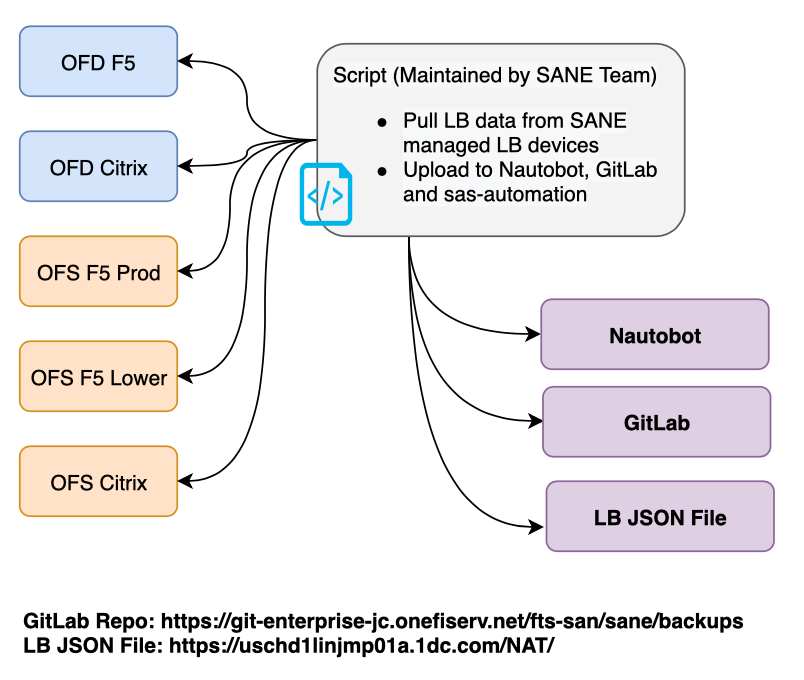 OFD F5
OFD Citrix
OFS F5 Prod
OFS F5 Lower
OFS Citrix
Script (Maintained by SANE Team)
● Pull LB data from SANE
managed LB devices
● Upload to Nautobot, GitLab
and sas-automation
</>
Nautobot
GitLab
LB JSON File
GitLab Repo: https://git-enterprise-jc.onefiserv.net/fts-san/sane/backups
LB JSON File: https://uschd1linjmp01a.1dc.com/NAT/